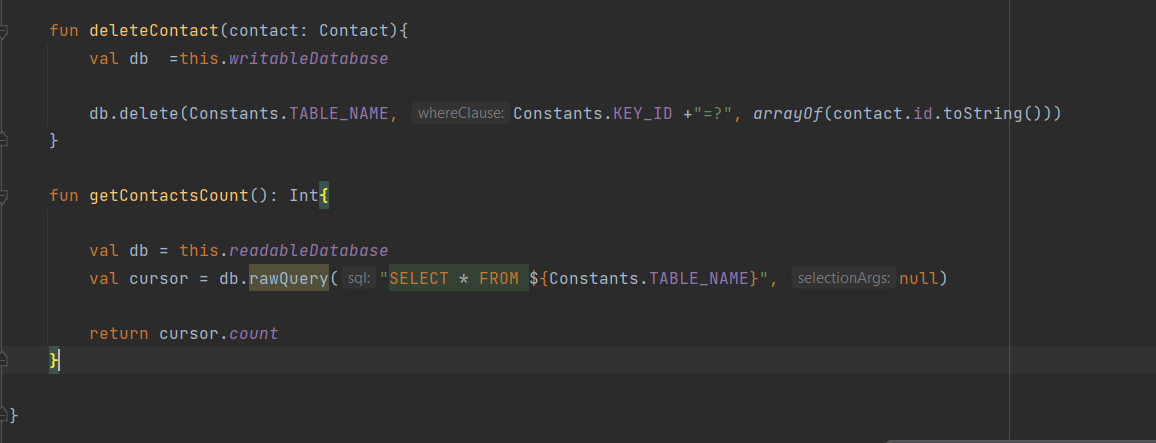 fun deleteContact(contact: Contact){
val db  =this.writableDatabase
db.delete(Constants.TABLE_NAME, whereClause: Constants.KEY_ID +"=?", arrayOf(contact.id.toString()))
}
fun getContactsCount(): Int{
val db = this.readableDatabase
val cursor = db.rawQuery( sql: "SELECT * FROM ${Constants.TABLE_NAME}", selectionArgs: null)
return cursor.count
}
}